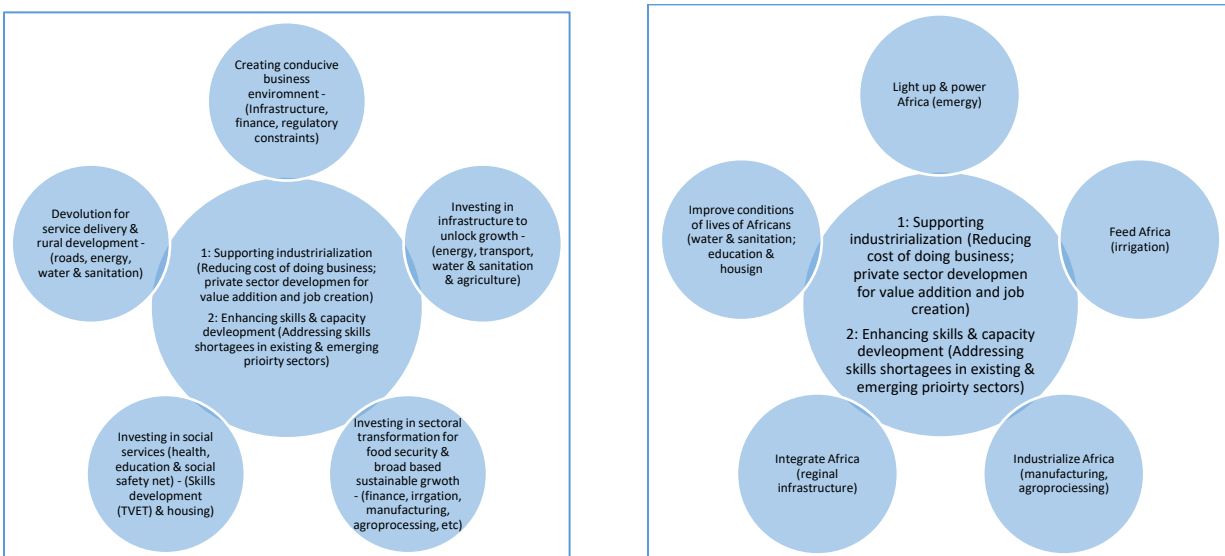 Creating conducive
business
enviromnent -
(Infrastructure,
finance, regulatory
constraints)
Devolution for
service delivery &
rural development -
(roads, energy,
water & sanitation)
Investing in
infrastructure to
unlock growth -
(energy, transport,
water & sanitation
& agriculture)
1: Supporting industririalization
(Reducing cost of doing business;
private sector developmen for
value addition and job creation)
2: Enhancing skills & capacity
devleopment (Addressing skills
shortagees in existing & emerging
prioirty sectors)
Investing in social
services (health,
education & social
safety net) - (Skills
development
(TVET) & housing)
Investing in sectoral
transformation for
food security &
broad based
sustainable grwoth
- (finance, irrgation,
manufacturing,
agroprocessing, etc)
Light up & power
Africa (emergy)
Improve conditions
of lives of Africans
(water & sanitation;
education &
housign
Feed Africa
(irrigation)
1: Supporting
industririalization (Reducing
cost of doing business;
private sector developmen
for value addition and job
creation)
2: Enhancing skills & capacity
devleopment (Addressing
skills shortagees in existing &
emerging prioirty sectors)
Integrate Africa
(reginal
infrastructure)
Industrialize Africa
(manufacturing,
agroprociessing)